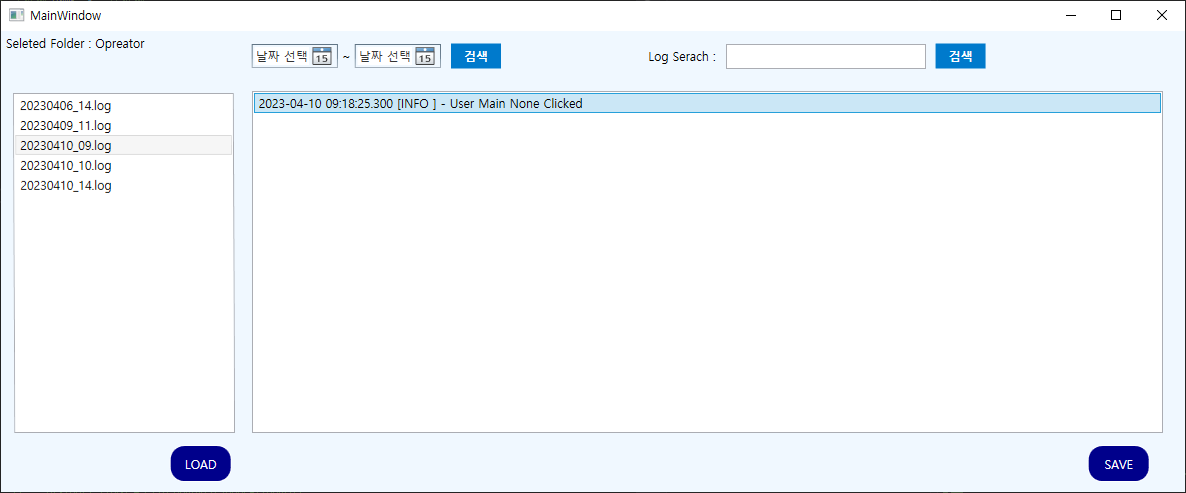 MainWindow
Seleted Folder : Opreator
날짜 선택 15 ~ 날짜 선택 15 검색 Log Serach : 검색
20230406_14.log
20230409_11.log
20230410_09.log
20230410_10.log
20230410_14.log
2023-04-10 09:18:25.300 [INFO ] - User Main None Clicked
LOAD
SAVE